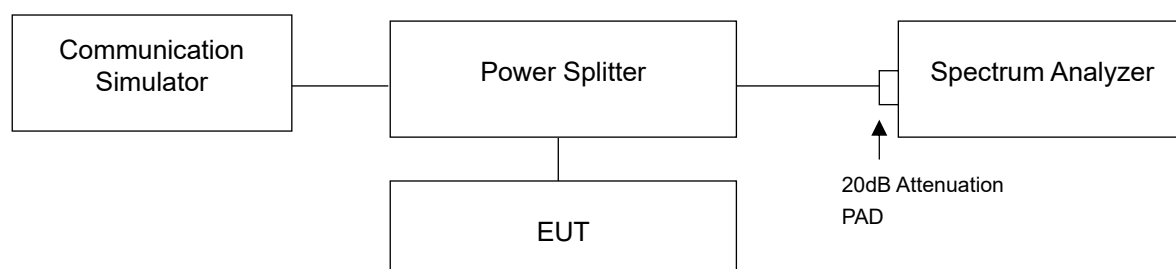 Communication
Simulator
Power Splitter
Spectrum Analyzer
20dB Attenuation
PAD
EUT